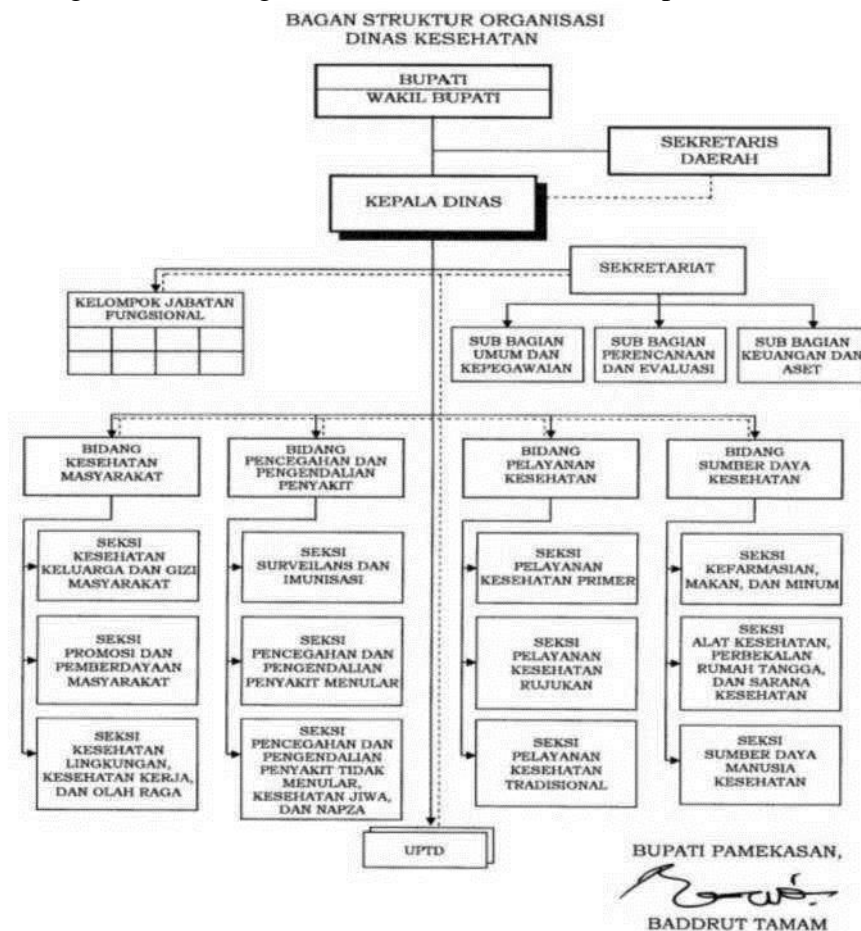 BAGAN STRUKTUR ORGANISASI
DINAS KESEHATAN
BUPATI
WAKIL BUPATI
SEKRETARIS
DAERAH
KEPALA DINAS
SEKRETARIAT
KELOMPOK JABATAN
FUNGSIONAL
SUB BAGIAN
UMUM DAN
KEPEGAWAIAN
SUB BAGIAN
PERENCANAAN
DAN EVALUASI
SUB BAGIAN
KEUANGAN DAN
ASET
BIDANG
KESEHATAN
MASYARAKAT
BIDANG
PENCEGAHAN DAN
PENGENDALIAN
PENYAKIT
BIDANG
PELAYANAN
KESEHATAN
BIDANG
SUMBER DAYA
KESEHATAN
SEKSI
KESEHATAN
KELUARGA DAN GIZI
MASYARAKAT
SEKSI
SURVEILANS DAN
IMUNISASI
SEKSI
PELAYANAN
KESEHATAN PRIMER
SEKSI
KEFARMASIAN,
MAKAN, DAN MINUM
SEKSI
PROMOSI DAN
PEMBERDAYAAN
MASYARAKAT
SEKSI
PENCEGAHAN DAN
PENGENDALIAN
PENYAKIT MENULAR
SEKSI
PELAYANAN
KESEHATAN
RUJUKAN
SEKSI
ALAT KESEHATAN,
PERBEKALAN
RUMAH TANGGA,
DAN SARANA
KESEHATAN
SEKSI
KESEHATAN
LINGKUNGAN,
KESEHATAN KERJA,
DAN OLAH RAGA
SEKSI
PENCEGAHAN DAN
PENGENDALIAN
PENYAKIT TIDAK
MENULAR,
KESEHATAN JIWA,
DAN NAPZA
SEKSI
PELAYANAN
KESEHATAN
TRADISIONAL
SEKSI
SUMBER DAYA
MANUSIA
KESEHATAN
UPTD
BUPATI PAMEKASAN,
BADDRUT TAMAM